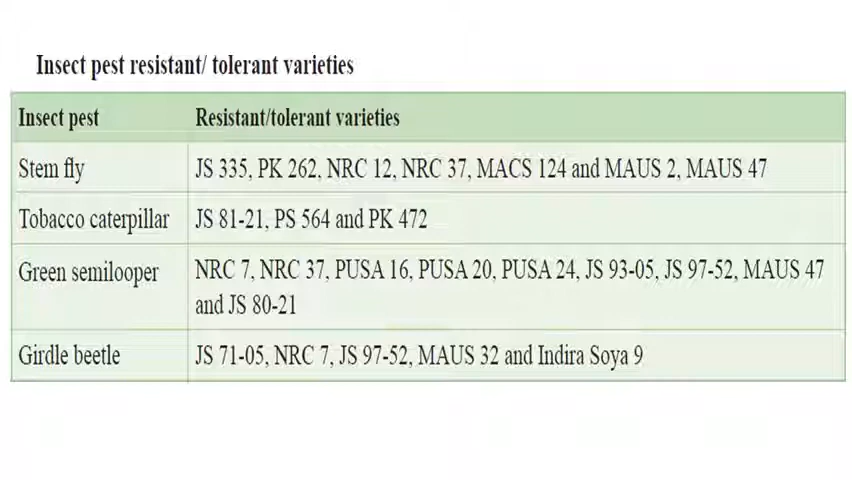 Insect pest resistant/ tolerant varieties
Insect pest Resistant/tolerant varieties
Stem fly JS 335, PK 262, NRC 12, NRC 37, MACS 124 and MAUS 2, MAUS 47
Tobacco caterpillar JS 81-21, PS 564 and PK 472
Green semilooper NRC 7, NRC 37, PUSA 16, PUSA 20, PUSA 24, JS 93-05, JS 97-52, MAUS 47
and JS 80-21
Girdle beetle JS 71-05, NRC 7, JS 97-52, MAUS 32 and Indira Soya 9